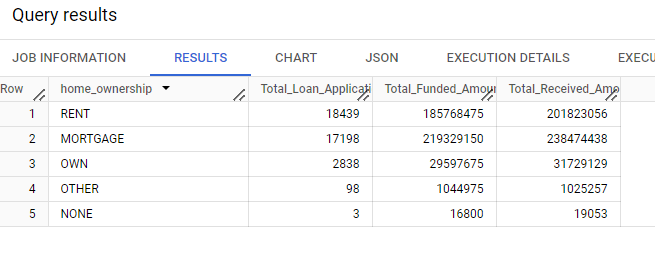 Query results
JOB INFORMATION RESULTS CHART JSON EXECUTION DETAILS EXECU
Row home_ownership Total_Loan_Applicati Total_Funded_Amour Total_Received_Amo
1 RENT 18439 185768475 201823056
2 MORTGAGE 17198 219329150 238474438
3 OWN 2838 29597675 31729129
4 OTHER 98 1044975 1025257
5 NONE 3 16800 19053